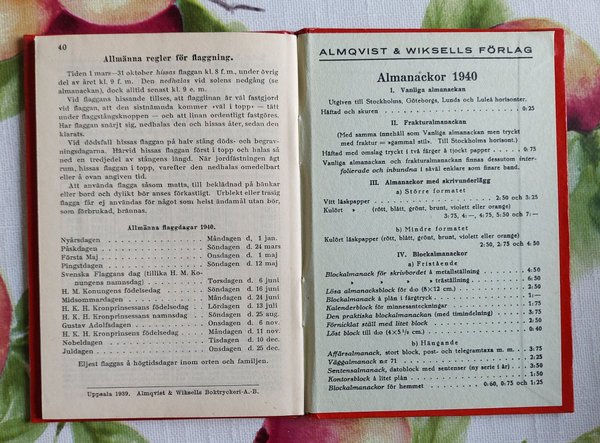 40
Allmänna regler för flaggning.
Tiden 1 mars—31 oktober hissas flaggan kl. 8 f. m., under övrig
del av året kl. 9 f. m. Den nedhalas vid solens nedgång (se
almanackan), dock alltid senast kl. 9 e. m.
Vid flaggans hissande tillses, att flagglinan är väl fastgjord
vid flaggan, att den sistnämnda kommer »väl i topp» — tätt
under flaggstångsknoppen — och att linan ordentligt fastgöres.
Har flaggan snärjt sig, nedhalas den och hissas åter, sedan den
klarats.
Vid dödsfall hissas flaggan på halv stång döds- och begrav-
ningsdagarna. Härvid hissas flaggan först i topp och halas så
ned en tredjedel av stångens längd. När jordfästningen ägt
rum, hissas flaggan i topp, varefter den nedhalas omedelbart
eller å ovan angiven tid.
Att använda flagga såsom matta, till beklädnad på bänkar
eller bord och dylikt bör anses förkastligt. Urblekt eller trasig
flagga får ej användas för något som helst ändamål utan bör,
som förbrukad, brännas.
Allmänna flaggdagar 1940.
Nyårsdagen . . . Måndagen d. 1 jan.
Påskdagen . . . Söndagen d. 24 mars
Första Maj . . . Onsdagen d. 1 maj
Pingstdagen . . . Söndagen d. 12 maj
Svenska Flaggans dag (tillika H. M. Ko-
nungens namnsdag) . . . Torsdagen d. 6 juni
H. M. Konungens födelsedag . . . Söndagen d. 16 juni
Midsommardagen . . . Måndagen d. 24 juni
H. K. H. Kronprinsessans födelsedag . . . Lördagen d. 13 juli
H. K. H. Kronprinsessans namnsdag . . . Söndagen d. 25 aug.
Gustav Adolfsdagen . . . Onsdagen d. 6 nov.
H. K. H. Kronprinsens födelsedag . . . Måndagen d. 11 nov.
Nobeldagen . . . Tisdagen d. 10 dec.
Juldagen . . . Onsdagen d. 25 dec.
Eljest flaggas å högtidsdagar inom orten och familjen.
Uppsala 1939. Almqvist & Wiksells Boktryckeri-A.-B.
ALMQVIST & WIKSELLS FÖRLAG
Almanackor 1940
I. Vanliga almanackan
Utgiven till Stockholms, Göteborgs, Lunds och Luleå horisonter.
Häftad och skuren . . . 0:25
II. Frakturalmanackan
(Med samma innehåll som Vanliga almanackan men tryckt
med fraktur = »gammal stil». Till Stockholms horisont.)
Häftad med omslag tryckt i två färger å tjockt papper . . 0:75
Vanliga almanackan och frakturalmanackan finnas dessutom inter-
folierade och inbundna i såväl enklare som finare band.
III. Almanackor med skrivunderlägg
a) Större formatet
Vitt läskpapper . . . 2:50 och 3:25
Kulört » (rött, blått, grönt, brunt, violett eller orange)
3:75, 4:—, 4:75, 5:50 och 7:—
b) Mindre formatet
Kulört läskpapper (rött, blått, grönt, brunt, violett eller orange)
2:50, 2:75 och 4:50
IV. Blockalmanackor
a) Fristående
Blockalmanack för skrivbordet å metallställning . . . 4:50
» » » » träställning . . . 6:50
Lösa almanacksblock för d:o (8×12 cm.) . . . 2:50
Blockalmanack å plån i färgtryck . . . 1:—
Kalenderblock för minnesanteckningar . . . 1:75
Den praktiska blockalmanackan (med timindelning) . . 3:75
Förnicklat ställ med litet block . . . 2:50
Löst block till d:o (4×5½ cm.) . . . 0:40
b) Hängande
Affärsalmanack, stort block, post- och telegramtaxa m. m. . . 3:75
Väggalmanack n:r 71 . . . 2:25
Sentensalmanack, datoblock med sentenser (ny serie i år) . . 3:50
Kontorsblock å litet plån . . . 1:50
Blockalmanackor för hemmet . . . 0:60, 0:75 och 1:25